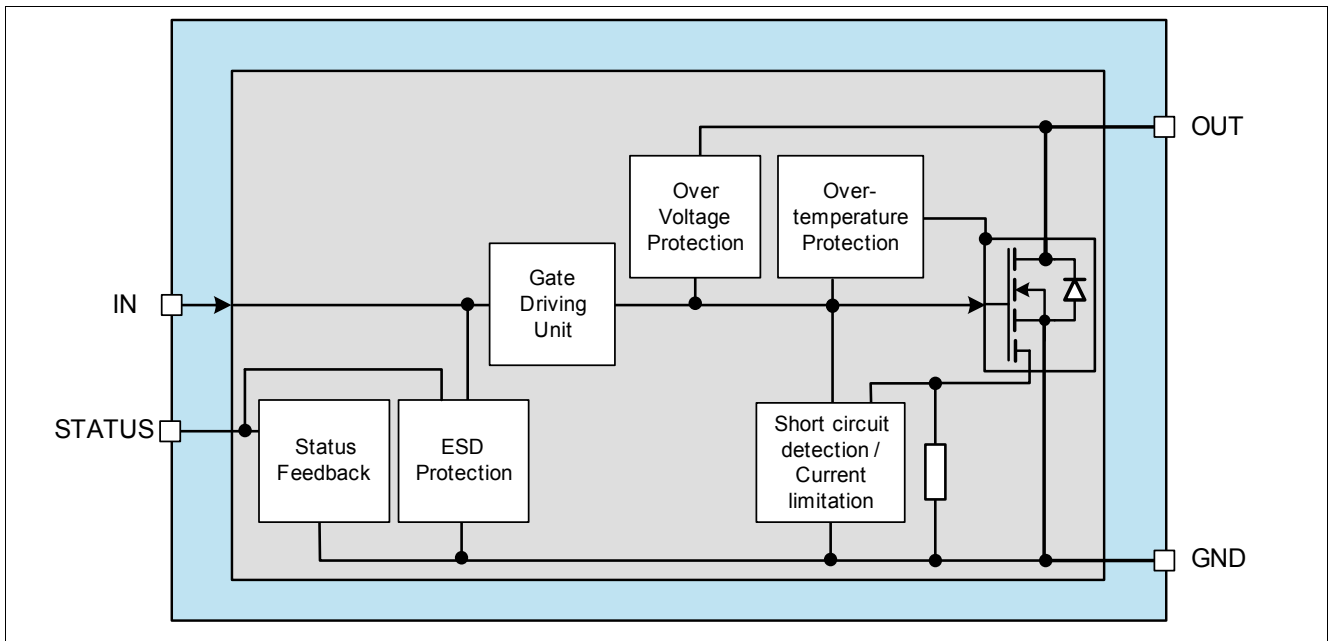 OUT
Over
Voltage
Protection
Over-
temperature
Protection
Gate
Driving
Unit
IN
STATUS
Status
Feedback
ESD
Protection
Short circuit
detection /
Current
limitation
GND